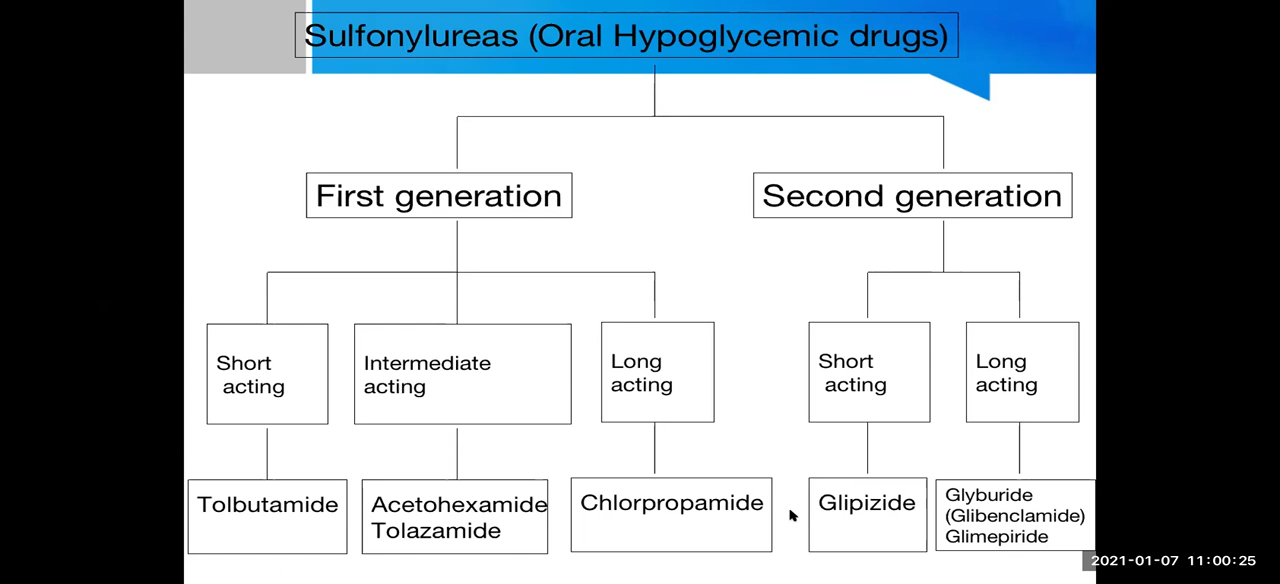 Sulfonylureas (Oral Hypoglycemic drugs)
First generation
Second generation
Short
acting
Intermediate
acting
Long
acting
Short
acting
Long
acting
Tolbutamide
Acetohexamide
Tolazamide
Chlorpropamide
Glipizide
Glyburide
(Glibenclamide)
Glimepiride
2021-01-07 11:00:25